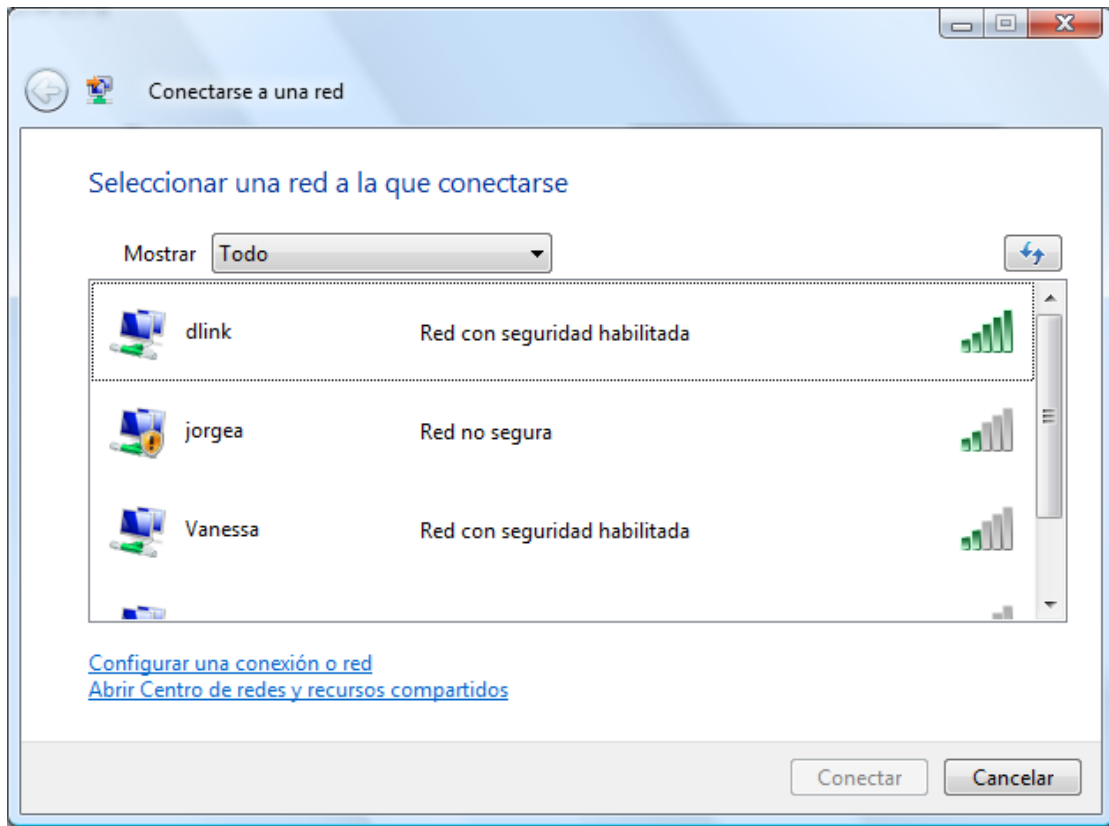 Conectarse a una red
Seleccionar una red a la que conectarse
Mostrar Todo
dlink Red con seguridad habilitada
jorgea Red no segura
Vanessa Red con seguridad habilitada
Configurar una conexión o red
Abrir Centro de redes y recursos compartidos
Conectar Cancelar